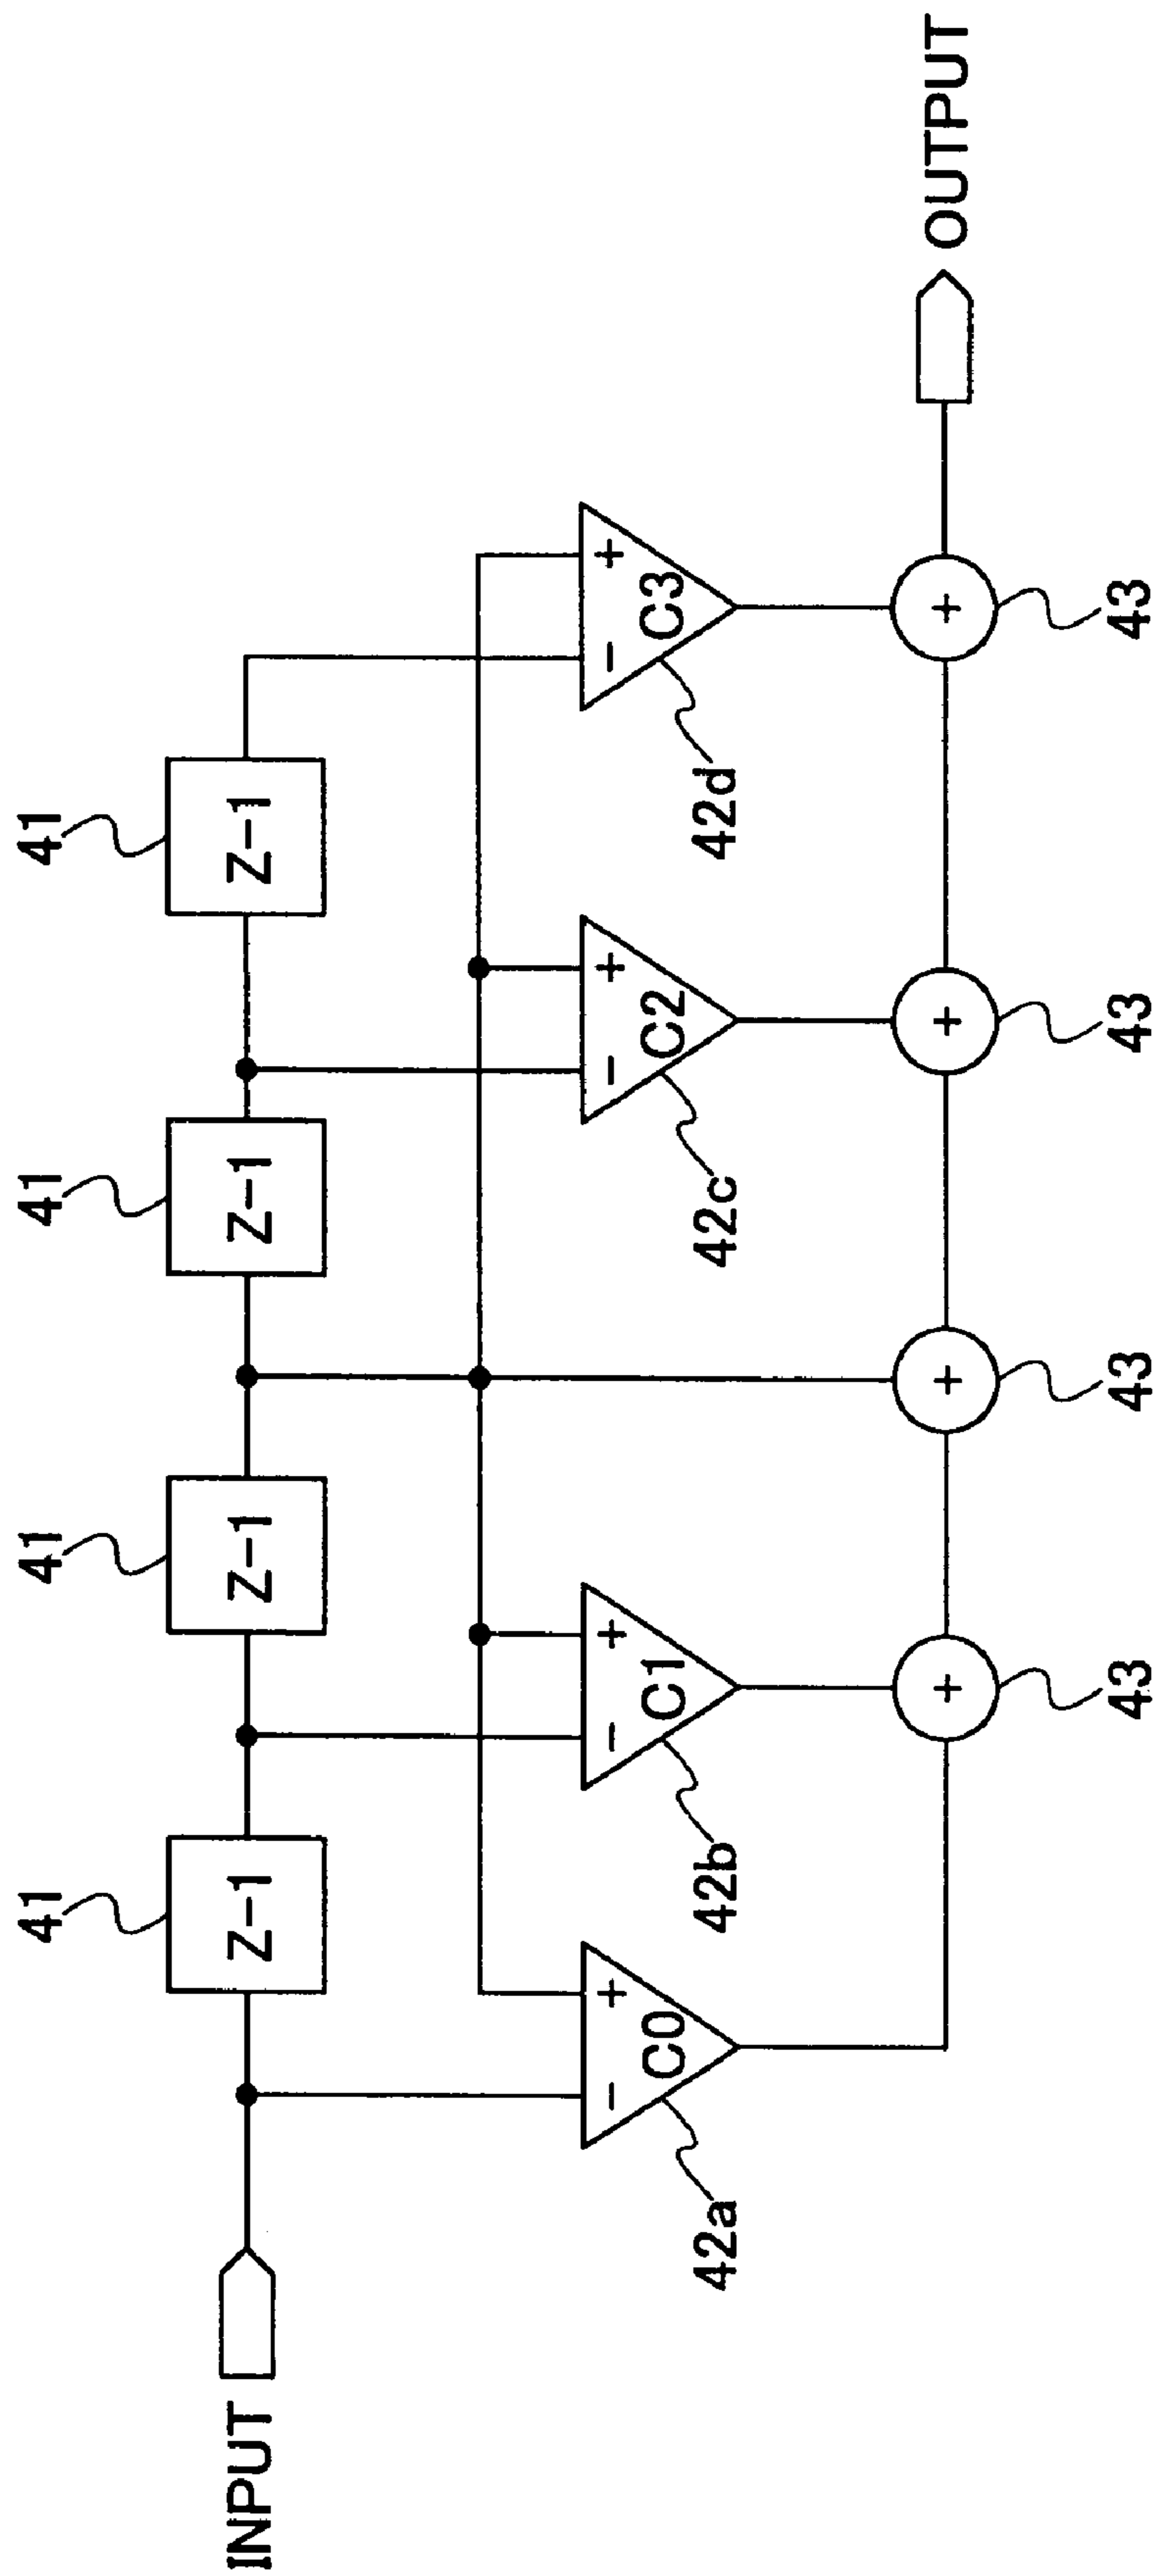 41 41 41 41
INPUT Z-1 Z-1 Z-1 Z-1
- + - + - + - +
C0 C1 C2 C3
42a 42b 42c 42d
+ + + + OUTPUT
43 43 43 43